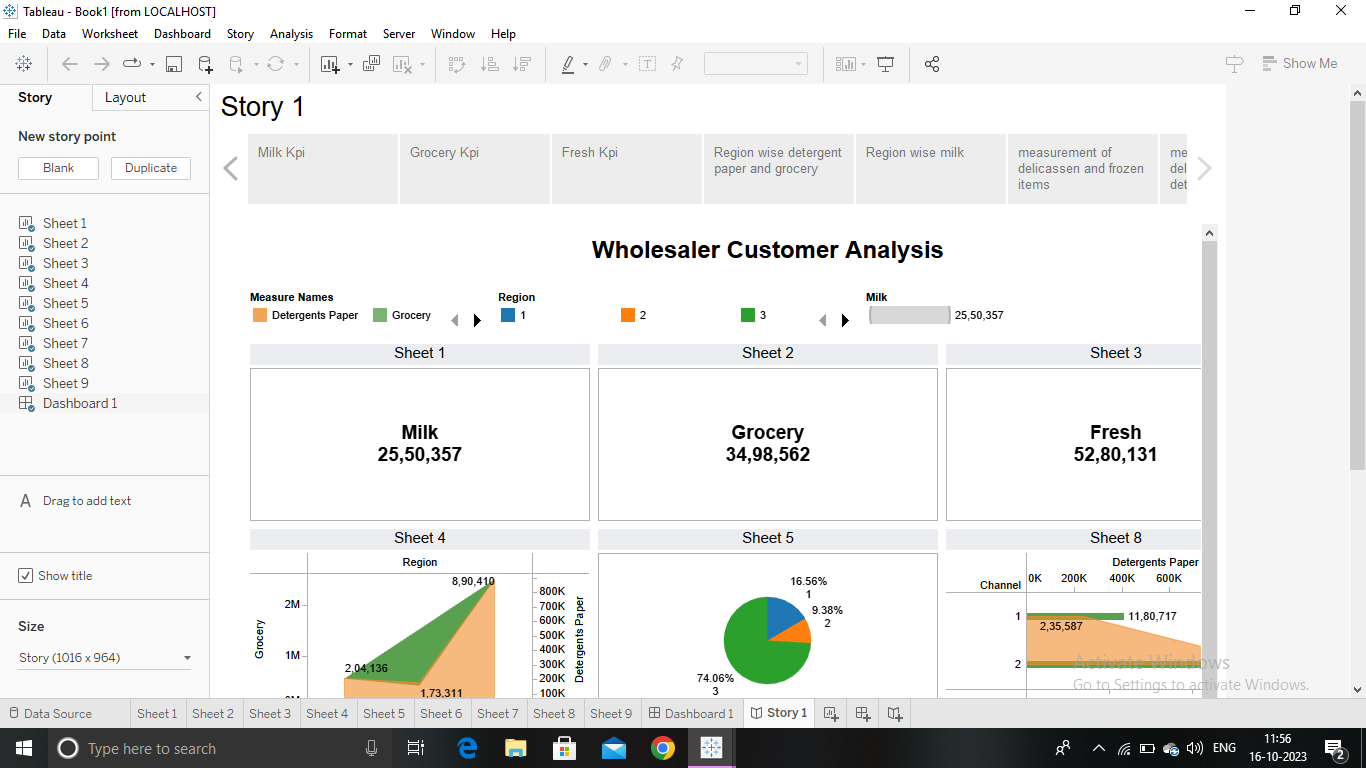 Tableau - Book1 [from LOCALHOST]
File Data Worksheet Dashboard Story Analysis Format Server Window Help
Show Me
Story Layout
New story point
Blank Duplicate
Sheet 1
Sheet 2
Sheet 3
Sheet 4
Sheet 5
Sheet 6
Sheet 7
Sheet 8
Sheet 9
Dashboard 1
A Drag to add text
Show title
Size
Story (1016 x 964)
Story 1
Milk Kpi
Grocery Kpi
Fresh Kpi
Region wise detergent
paper and grocery
Region wise milk
measurement of
delicassen and frozen
items
me
del
det
Wholesaler Customer Analysis
Measure Names
Detergents Paper Grocery
Region
1 2 3
Milk
25,50,357
Sheet 1
Milk
25,50,357
Sheet 2
Grocery
34,98,562
Sheet 3
Fresh
52,80,131
Sheet 4
Region
Grocery
2M
1M
8,90,410
2,04,136
1,73,311
800K
700K
600K
500K
400K
300K
200K
100K
Detergents Paper
Sheet 5
16.56%
1
9.38%
2
74.06%
3
Sheet 8
Detergents Paper
Channel
0K 200K 400K 600K
1
11,80,717
2,35,587
2
Activate Windows
Go to Settings to activate Windows.
Data Source Sheet 1 Sheet 2 Sheet 3 Sheet 4 Sheet 5 Sheet 6 Sheet 7 Sheet 8 Sheet 9 Dashboard 1 Story 1
Type here to search
ENG
11:56
16-10-2023
2